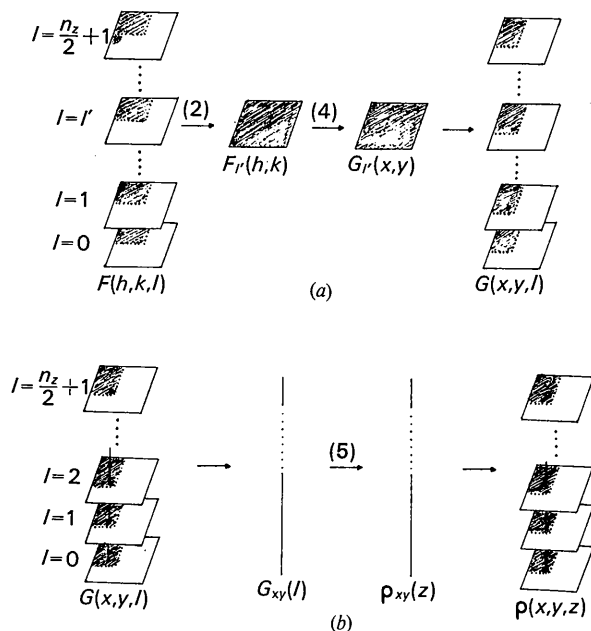 l = n_z/2 + 1
l = l'
(2)
(4)
F_l'(h,k)
G_l'(x,y)
l = 1
l = 0
F(h,k,l)
G(x,y,l)
(a)
l = n_z/2 + 1
l = 2
(5)
l = 1
l = 0
G(x,y,l)
G_xy(l)
ρ_xy(z)
ρ(x,y,z)
(b)